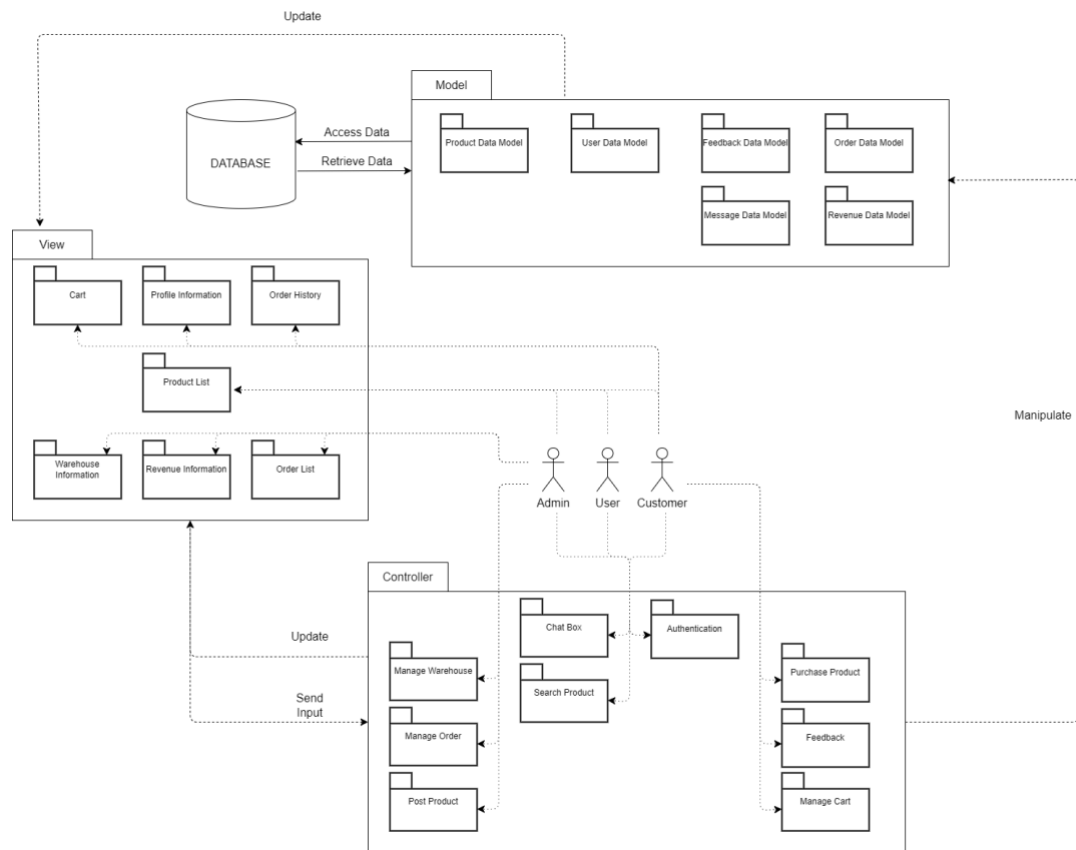 Update
Model
Product Data Model
User Data Model
Feedback Data Model
Order Data Model
Message Data Model
Revenue Data Model
DATABASE
Access Data
Retrieve Data
View
Cart
Profile Information
Order History
Product List
Warehouse
Information
Revenue Information
Order List
Manipulate
Admin
User
Customer
Controller
Chat Box
Authentication
Update
Manage Warehouse
Search Product
Purchase Product
Send
Input
Manage Order
Feedback
Post Product
Manage Cart